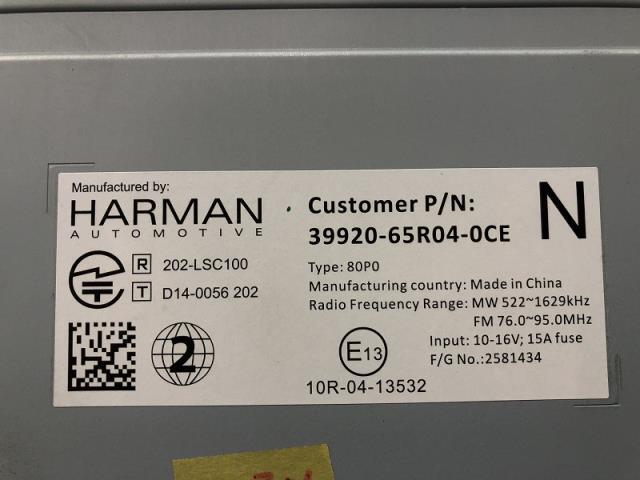 Manufactured by:
HARMAN
AUTOMOTIVE
R 202-LSC100
T D14-0056 202
2
Customer P/N:
39920-65R04-0CE
N
Type: 80P0
Manufacturing country: Made in China
Radio Frequency Range: MW 522~1629kHz
FM 76.0~95.0MHz
Input: 10-16V; 15A fuse
F/G No.:2581434
E13
10R-04-13532